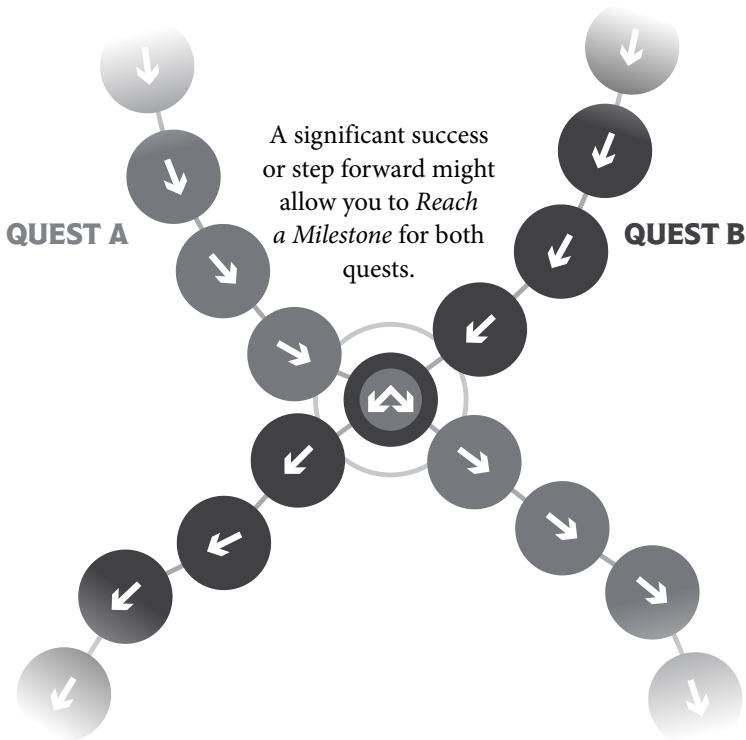 A significant success
or step forward might
allow you to Reach
a Milestone for both
quests.
QUEST A
QUEST B